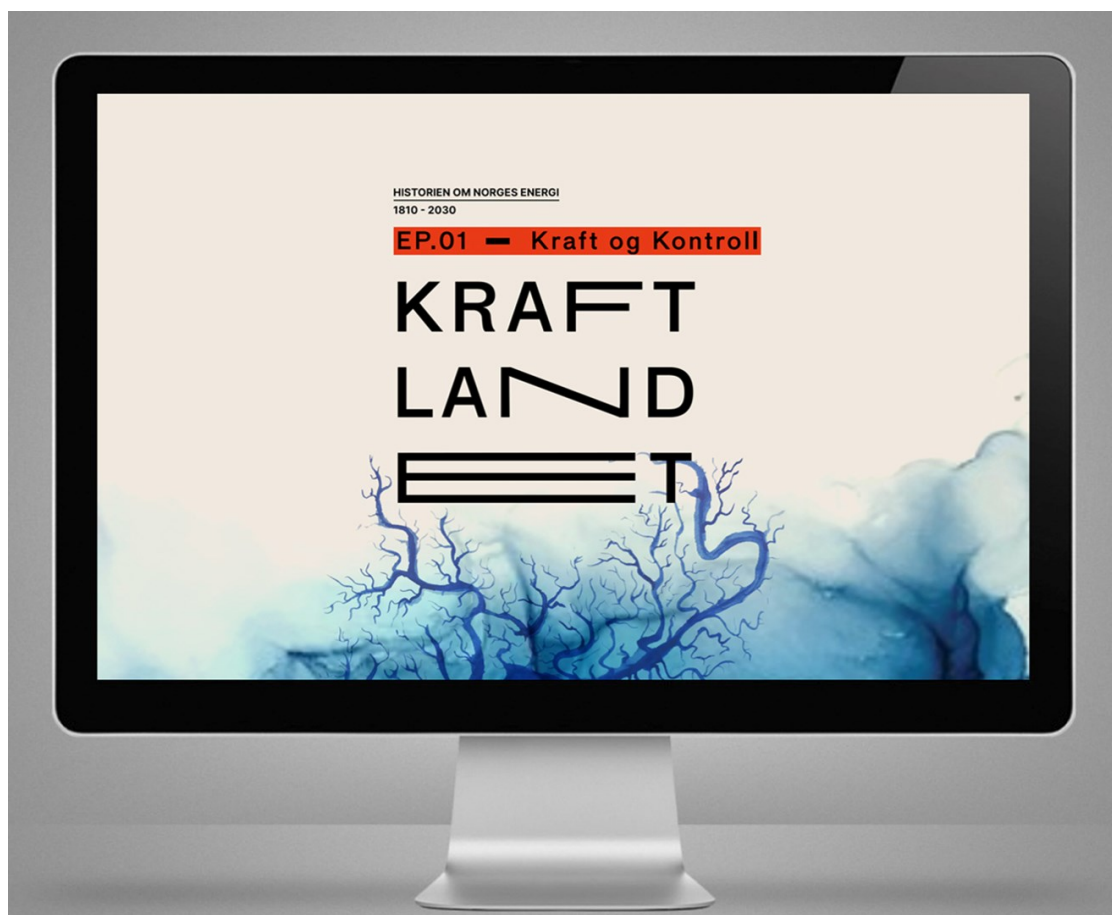 HISTORIEN OM NORGES ENERGI
1810 - 2030
EP.01 — Kraft og Kontroll
KRAFT
LAND
ET